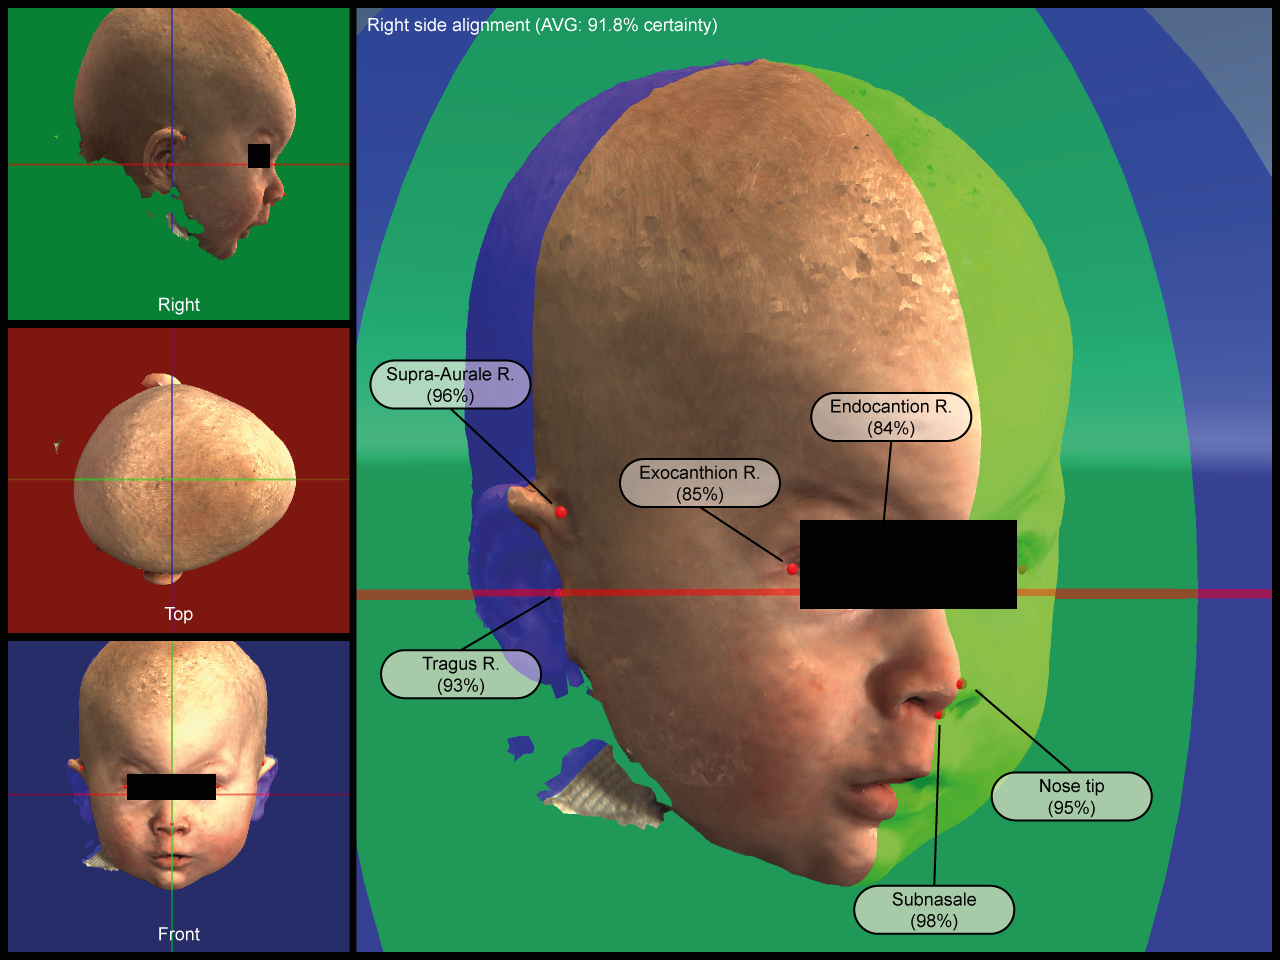 Right side alignment (AVG: 91.8% certainty)
Right
Top
Front
Supra-Aurale R.
(96%)
Endocantion R.
(84%)
Exocanthion R.
(85%)
Tragus R.
(93%)
Nose tip
(95%)
Subnasale
(98%)